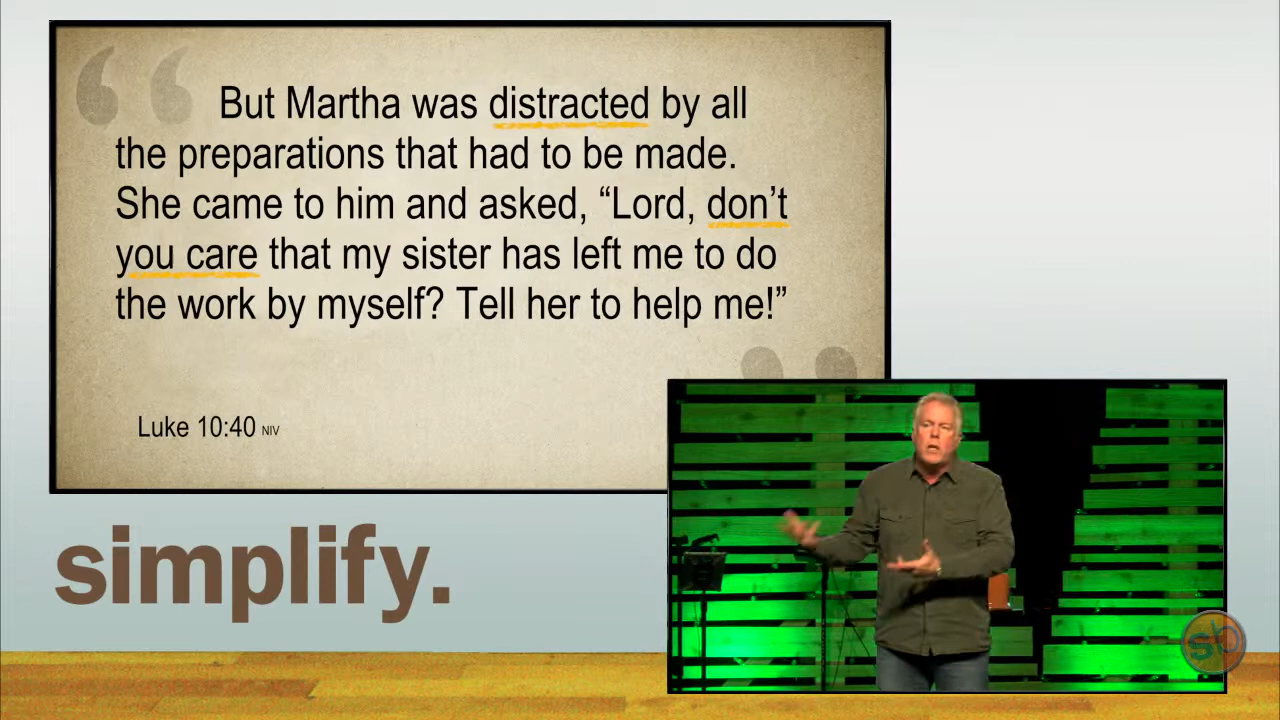 But Martha was distracted by all
the preparations that had to be made.
She came to him and asked, “Lord, don’t
you care that my sister has left me to do
the work by myself? Tell her to help me!”
Luke 10:40 NIV
simplify.
sb